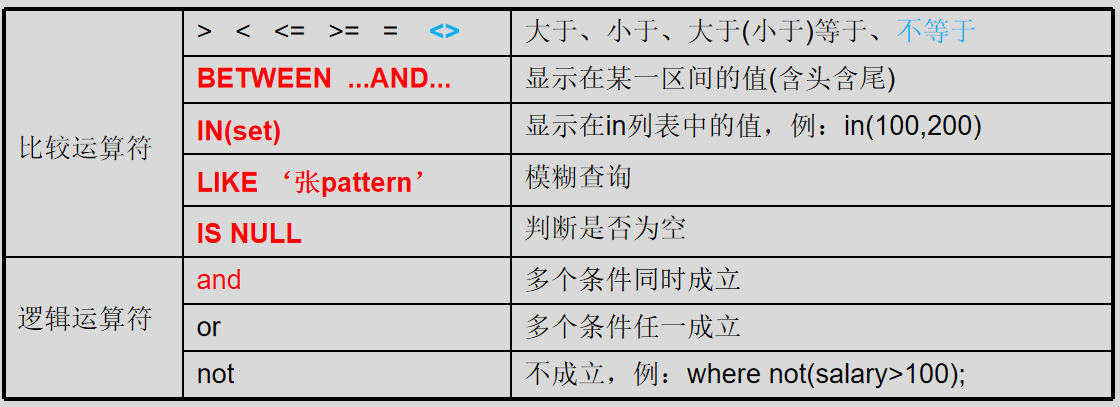 > < <= >= = <> 大于、小于、大于(小于)等于、不等于
BETWEEN ...AND... 显示在某一区间的值(含头含尾)
比较运算符 IN(set) 显示在in列表中的值，例：in(100,200)
LIKE ‘张pattern’ 模糊查询
IS NULL 判断是否为空
逻辑运算符 and 多个条件同时成立
or 多个条件任一成立
not 不成立，例：where not(salary>100);